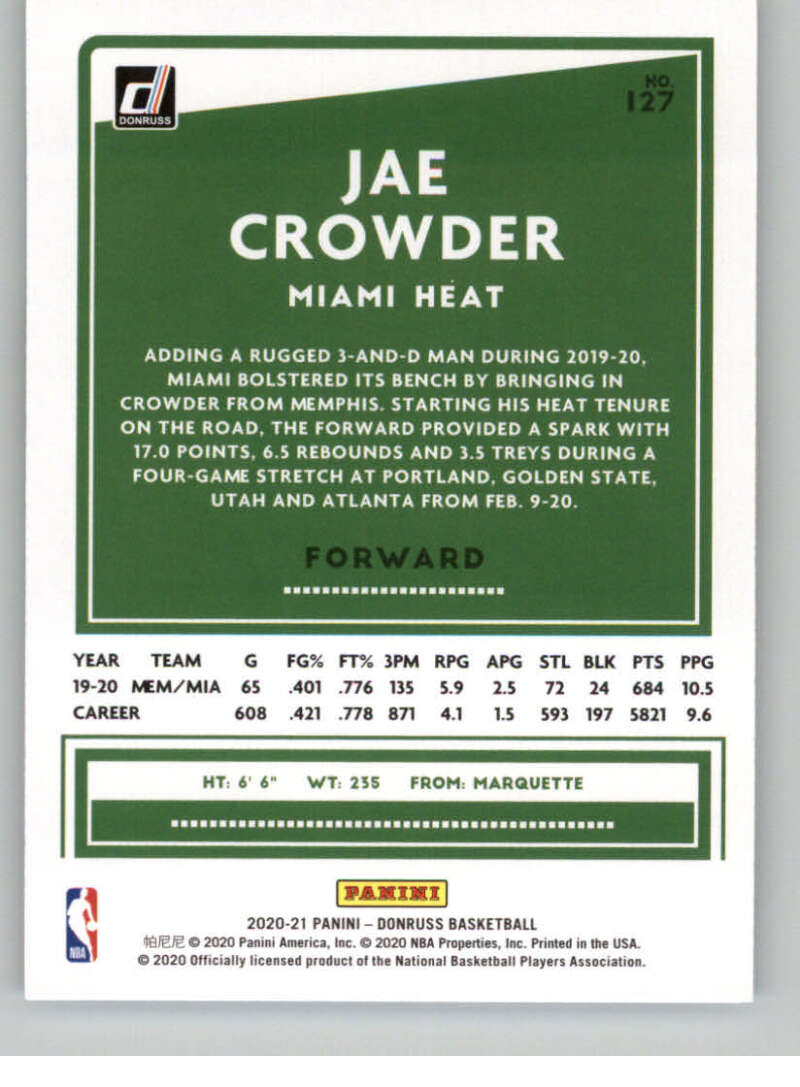 DONRUSS
NO.
127
JAE
CROWDER
MIAMI HEAT
ADDING A RUGGED 3-AND-D MAN DURING 2019-20,
MIAMI BOLSTERED ITS BENCH BY BRINGING IN
CROWDER FROM MEMPHIS. STARTING HIS HEAT TENURE
ON THE ROAD, THE FORWARD PROVIDED A SPARK WITH
17.0 POINTS, 6.5 REBOUNDS AND 3.5 TREYS DURING A
FOUR-GAME STRETCH AT PORTLAND, GOLDEN STATE,
UTAH AND ATLANTA FROM FEB. 9-20.
FORWARD
YEAR TEAM G FG% FT% 3PM RPG APG STL BLK PTS PPG
19-20 MEM/MIA 65 .401 .776 135 5.9 2.5 72 24 684 10.5
CAREER 608 .421 .778 871 4.1 1.5 593 197 5821 9.6
HT: 6' 6" WT: 235 FROM: MARQUETTE
PANINI
2020-21 PANINI – DONRUSS BASKETBALL
帕尼尼 © 2020 Panini America, Inc. © 2020 NBA Properties, Inc. Printed in the USA.
© 2020 Officially licensed product of the National Basketball Players Association.
NBA